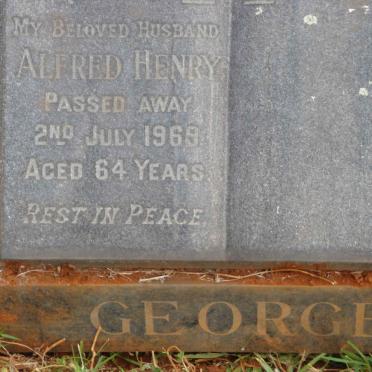 My Beloved Husband
Alfred Henry
Passed away
2nd July 1969
Aged 64 Years
Rest in Peace
GEORGE